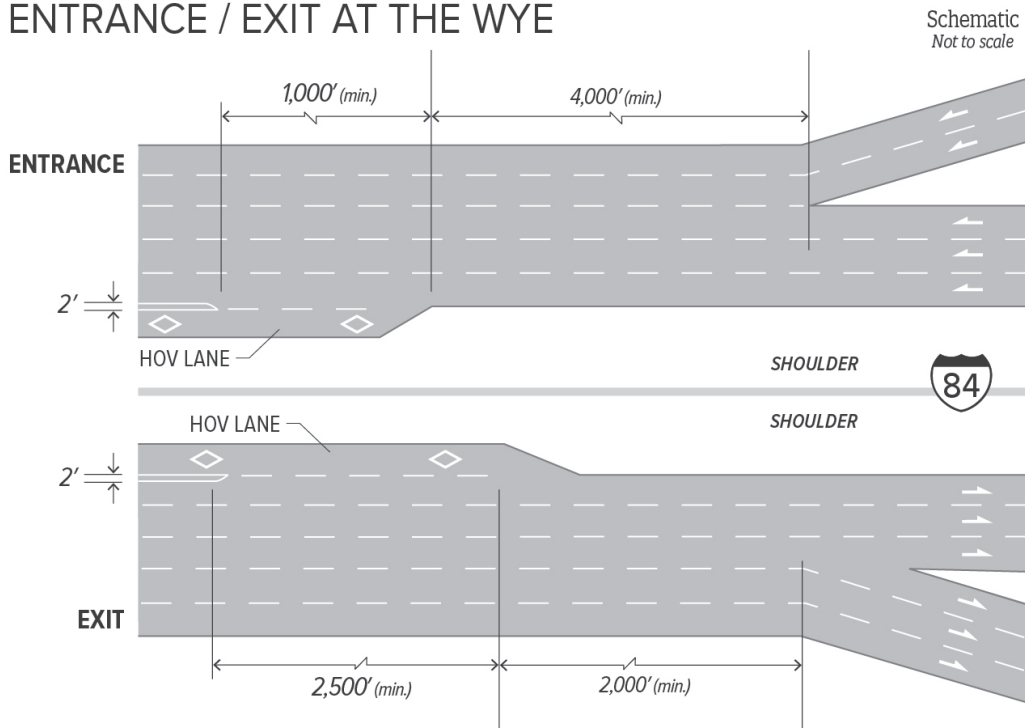 ENTRANCE / EXIT AT THE WYE
Schematic
Not to scale
1,000' (min.)
4,000' (min.)
ENTRANCE
2'
HOV LANE
SHOULDER
84
SHOULDER
HOV LANE
2'
EXIT
2,500' (min.)
2,000' (min.)